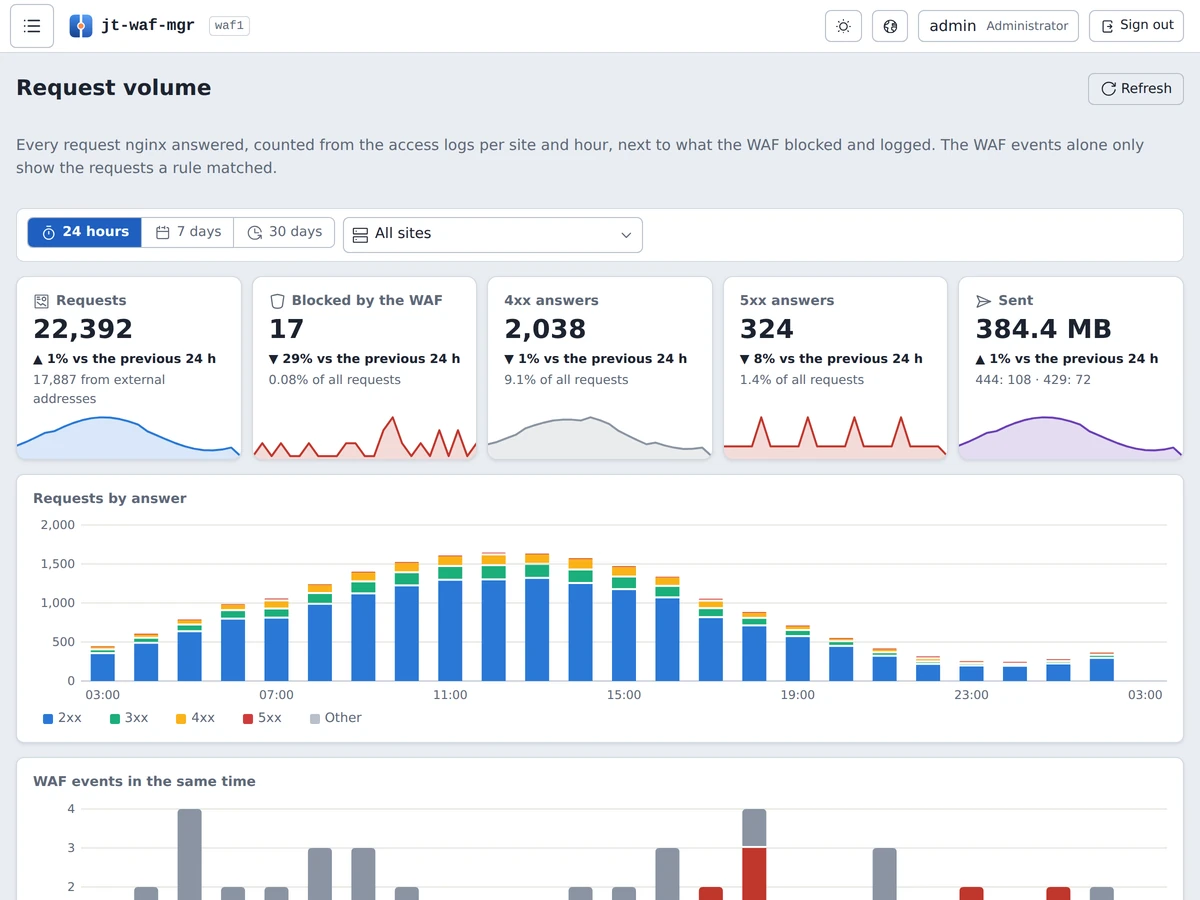 jt-waf-mgr waf1 admin Administrator Sign out
Request volume Refresh
Every request nginx answered, counted from the access logs per site and hour, next to what the WAF blocked and logged. The WAF events alone only
show the requests a rule matched.
24 hours 7 days 30 days All sites
Requests
22,392
▲ 1% vs the previous 24 h
17,887 from external
addresses
Blocked by the WAF
17
▼ 29% vs the previous 24 h
0.08% of all requests
4xx answers
2,038
▼ 1% vs the previous 24 h
9.1% of all requests
5xx answers
324
▼ 8% vs the previous 24 h
1.4% of all requests
Sent
384.4 MB
▲ 1% vs the previous 24 h
444: 108 · 429: 72
Requests by answer
2,000
1,500
1,000
500
0
03:00 07:00 11:00 15:00 19:00 23:00 03:00
2xx 3xx 4xx 5xx Other
WAF events in the same time
4
3
2